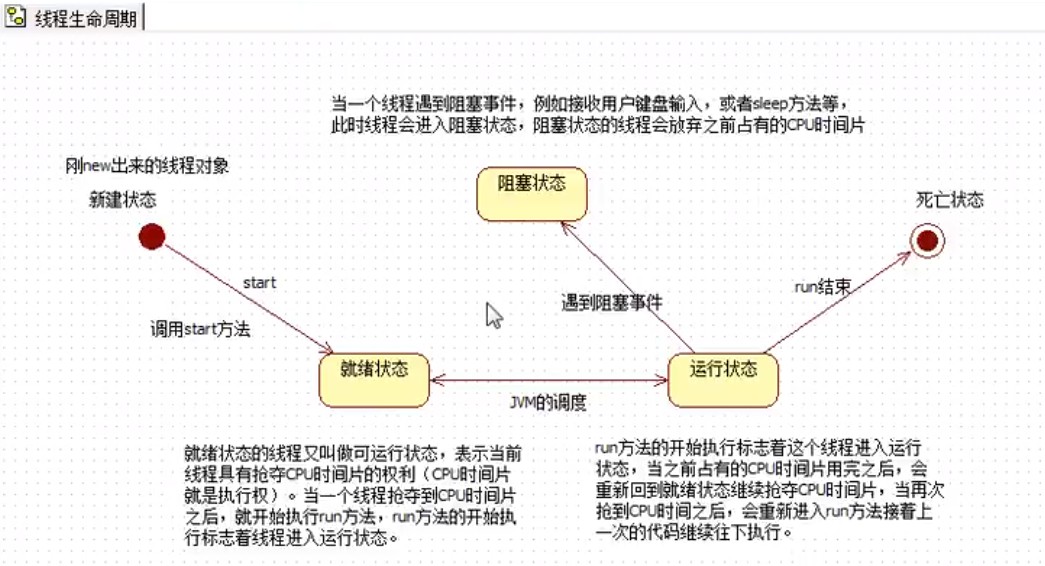 线程生命周期
当一个线程遇到阻塞事件，例如接收用户键盘输入，或者sleep方法等，
此时线程会进入阻塞状态，阻塞状态的线程会放弃之前占有的CPU时间片
刚new出来的线程对象
新建状态
阻塞状态
死亡状态
start
run结束
遇到阻塞事件
调用start方法
就绪状态
运行状态
JVM的调度
就绪状态的线程又叫做可运行状态，表示当前
线程具有抢夺CPU时间片的权利（CPU时间片
就是执行权）。当一个线程抢夺到CPU时间片
之后，就开始执行run方法，run方法的开始执
行标志着线程进入运行状态。
run方法的开始执行标志着这个线程进入运行
状态，当之前占有的CPU时间片用完之后，会
重新回到就绪状态继续抢夺CPU时间片，当再次
抢到CPU时间之后，会重新进入run方法接着上
一次的代码继续往下执行。